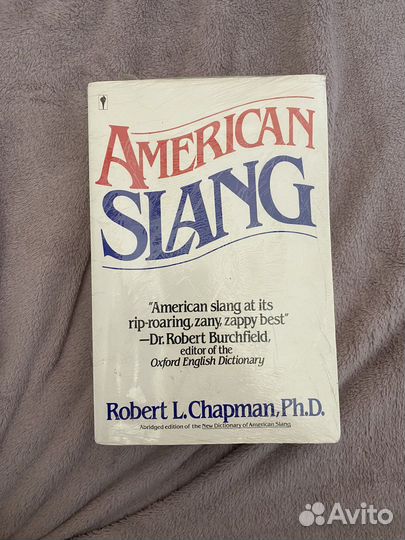 AMERICAN
SLANG
"American slang at its
rip-roaring, zany, zappy best"
—Dr. Robert Burchfield,
editor of the
Oxford English Dictionary
Robert L. Chapman, Ph.D.
Abridged edition of the New Dictionary of American Slang
Avito